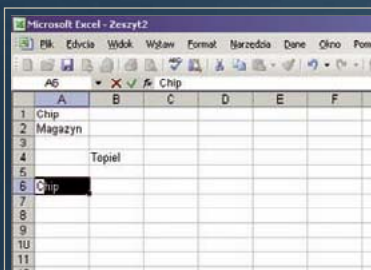 Microsoft Excel - Zeszyt2
Plik Edycja Widok Wstaw Format Narzędzia Dane Okno Pom
A6 Chip
A B C D E F
1 Chip
2 Magazyn
3
4 Topiel
5
6 Chip
7
8
9
10
11